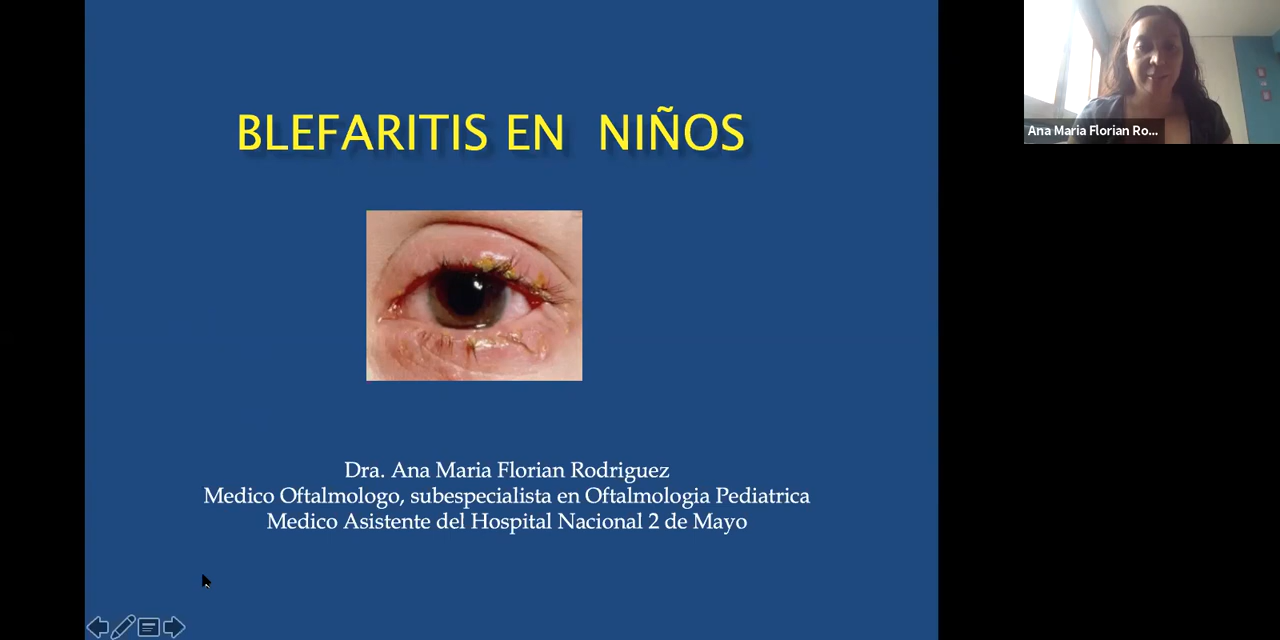 BLEFARITIS EN NIÑOS
Ana Maria Florian Ro...
Dra. Ana Maria Florian Rodriguez
Medico Oftalmologo, subespecialista en Oftalmologia Pediatrica
Medico Asistente del Hospital Nacional 2 de Mayo